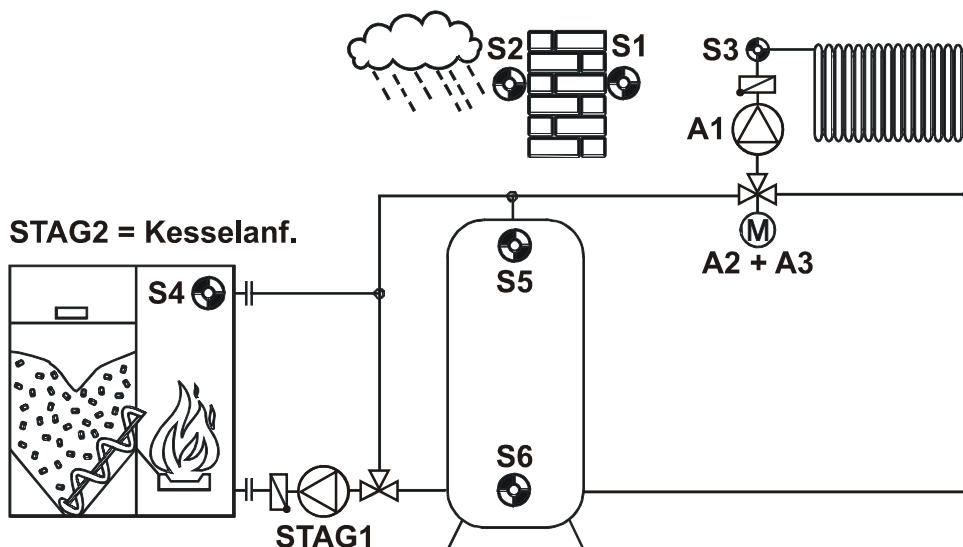 S2
S1
S3
A1
STAG2 = Kesselanf.
M
A2 + A3
S4
S5
S6
STAG1